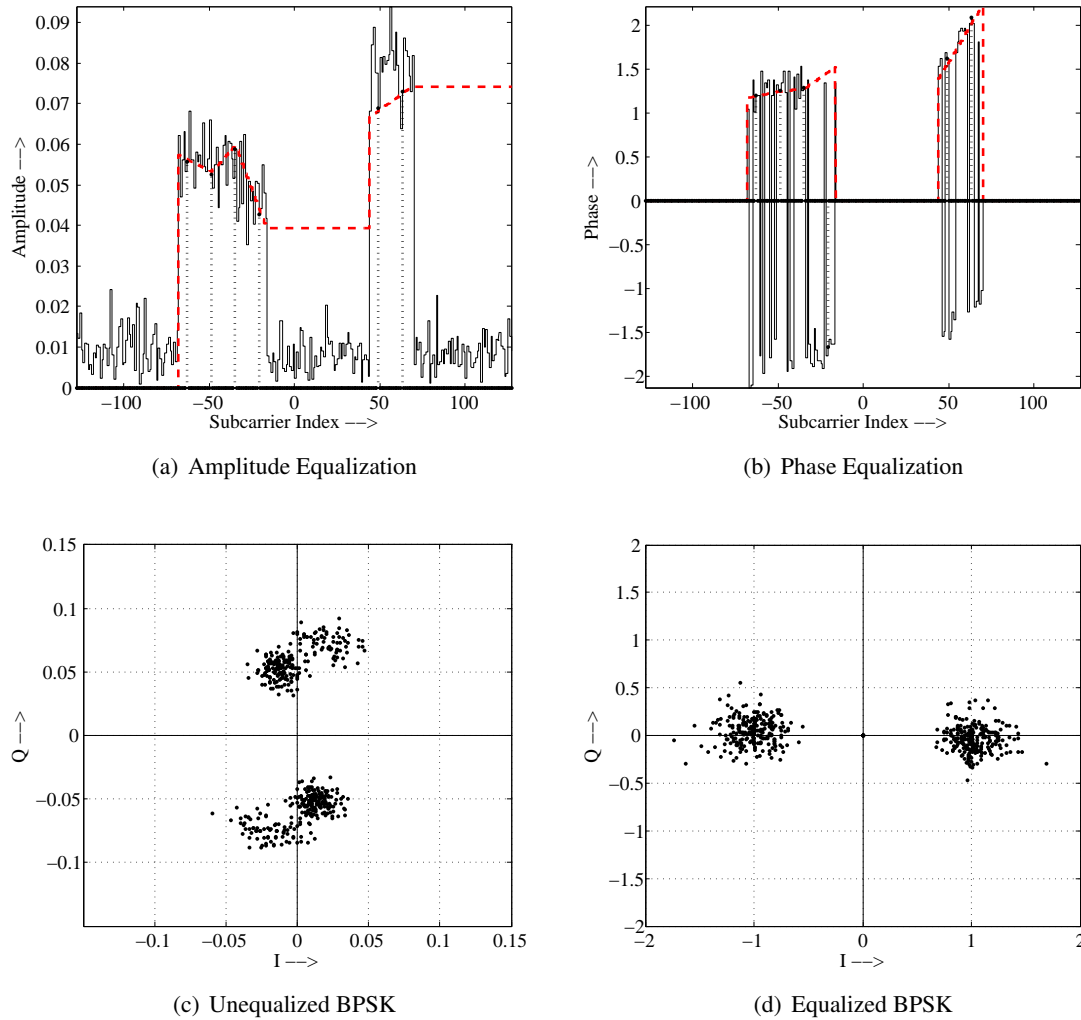 0.09
0.08
0.07
0.06
0.05
0.04
0.03
0.02
0.01
0
Amplitude −−−>
−100 −50 0 50 100
Subcarrier Index −−>
(a) Amplitude Equalization
2
1.5
1
0.5
0
−0.5
−1
−1.5
−2
Phase −−>
−100 −50 0 50 100
Subcarrier Index −−>
(b) Phase Equalization
0.15
0.1
0.05
0
−0.05
−0.1
Q −−>
−0.1 −0.05 0 0.05 0.1 0.15
I −−>
(c) Unequalized BPSK
2
1.5
1
0.5
0
−0.5
−1
−1.5
−2
Q −−>
−2 −1 0 1 2
I −−>
(d) Equalized BPSK